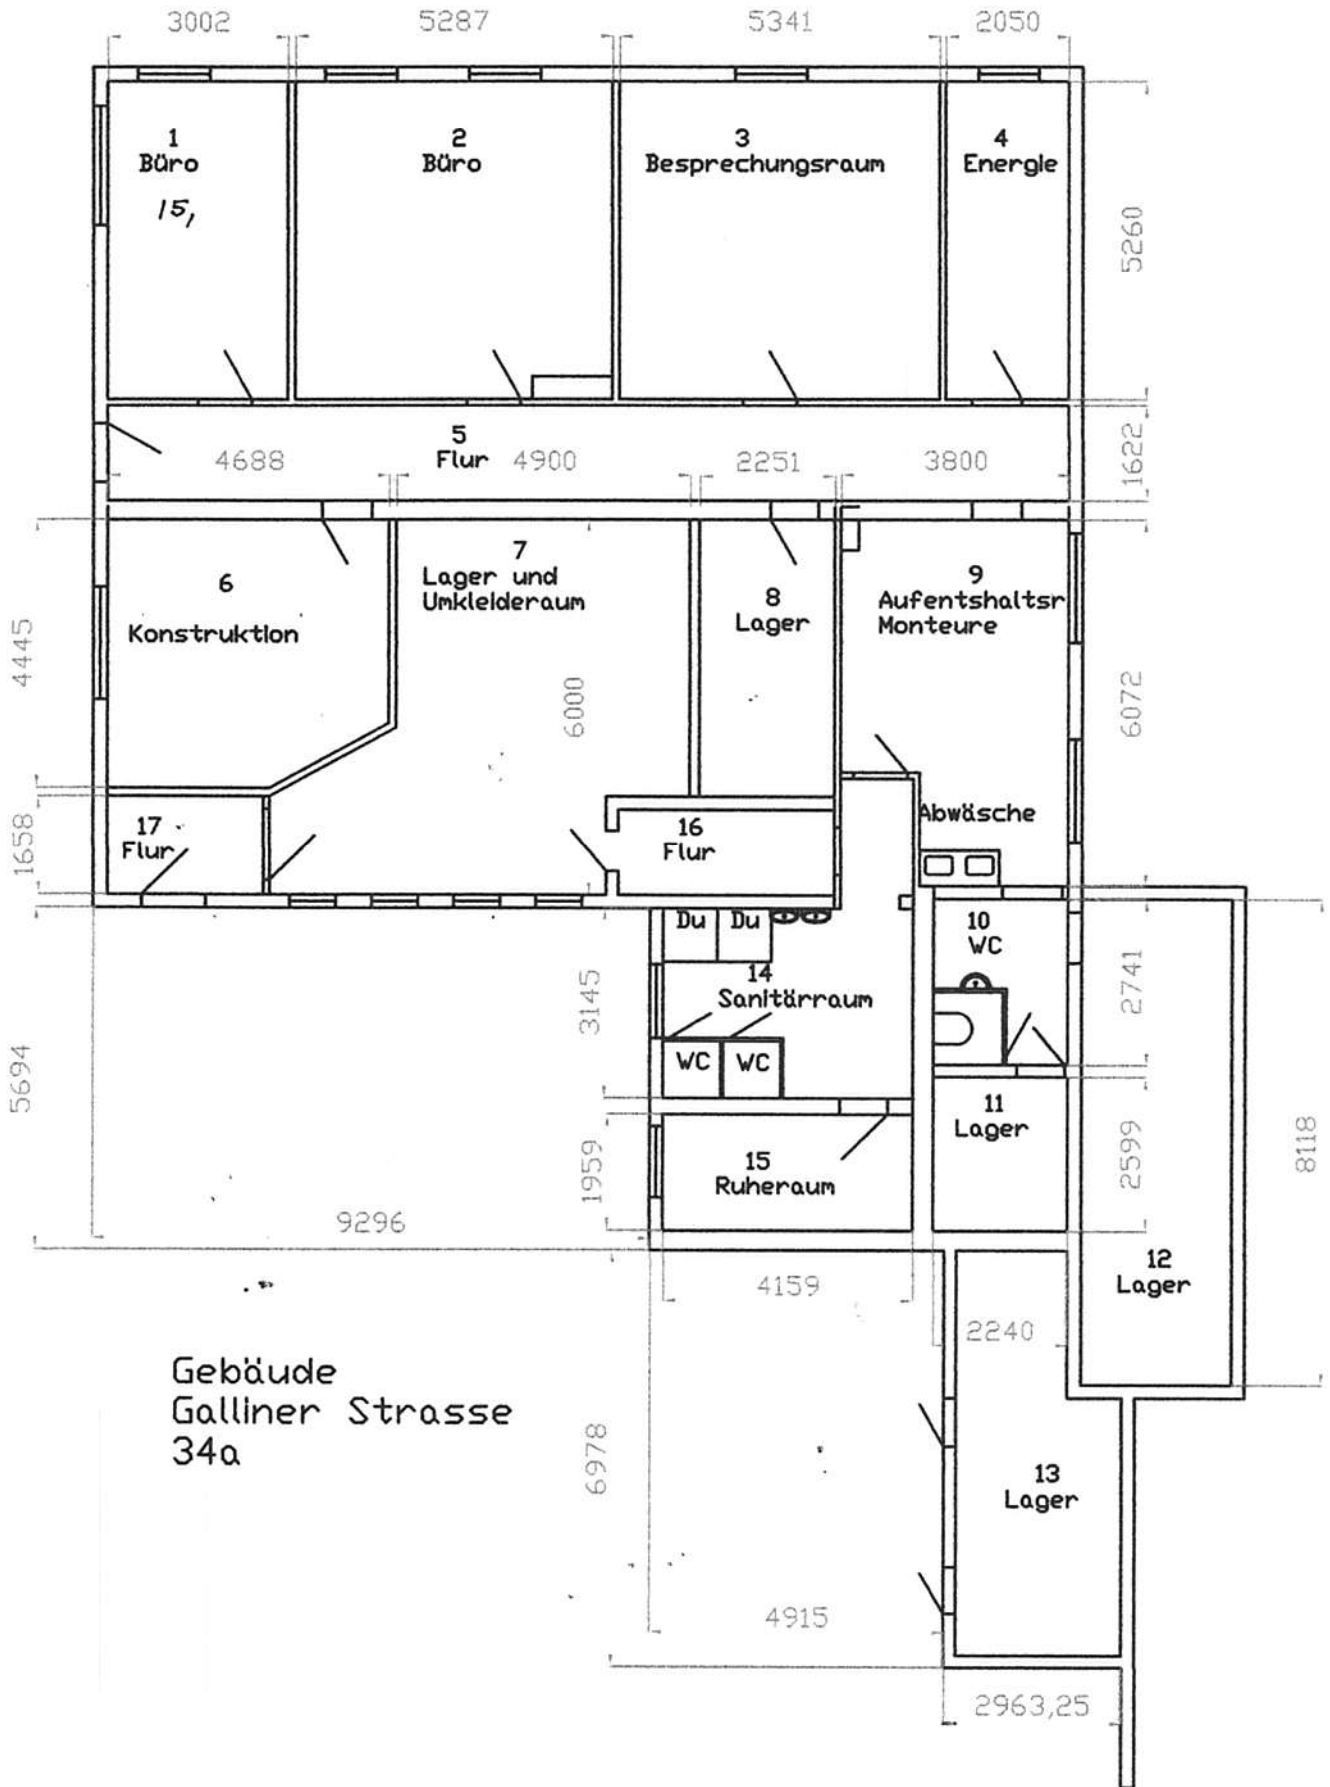 3002 5287 5341 2050
1
Büro
15,
2
Büro
3
Besprechungsraum
4
Energie
5260
5
Flur
4688 4900 2251 3800
1622
6
Konstruktion
7
Lager und
Umkleideraum
8
Lager
9
Aufentshaltsr
Monteure
4445
6000
6072
1658
17
Flur
16
Flur
Abwäsche
Du Du
10
WC
14
Sanitärraum
3145
2741
WC WC
5694
11
Lager
2599
8118
15
Ruheraum
1959
9296
4159
12
Lager
2240
Gebäude
Galliner Strasse
34a
6978
13
Lager
4915
2963,25